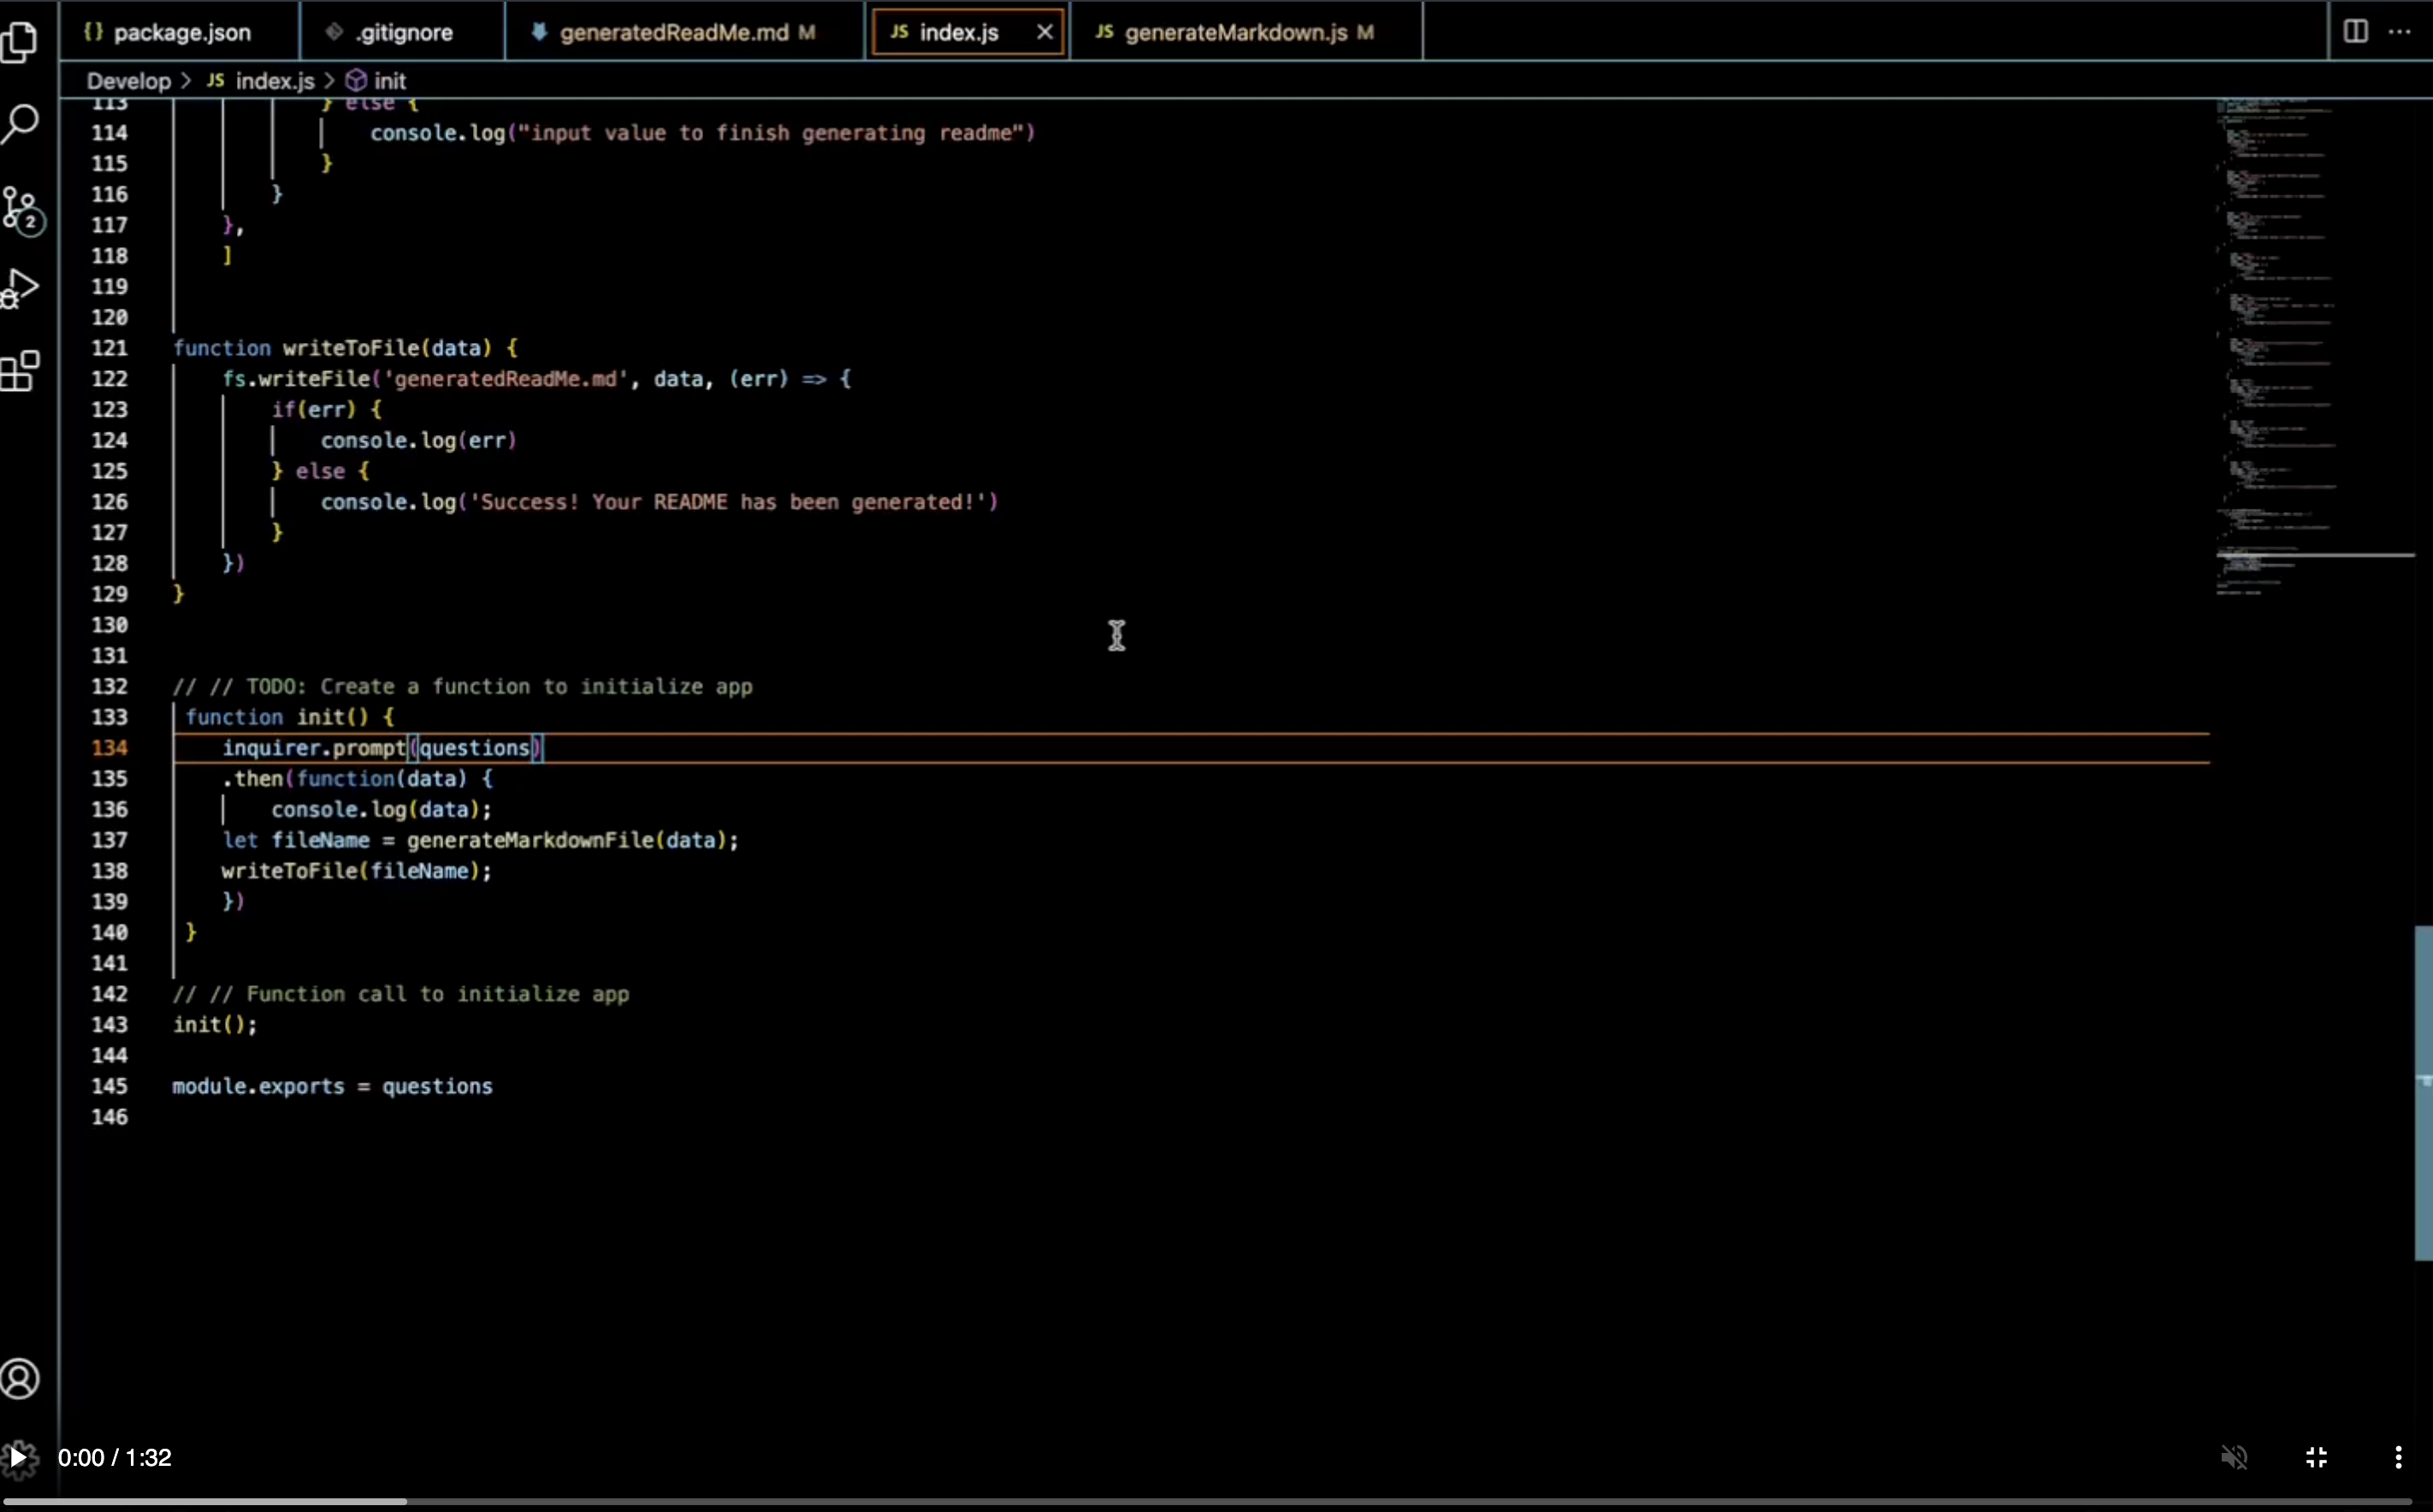 {} package.json .gitignore generatedReadMe.md M JS index.js × JS generateMarkdown.js M ...
Develop > JS index.js > init
113 } else {
114 console.log("input value to finish generating readme")
115 }
116 }
117 },
118 ]
119
120
121 function writeToFile(data) {
122 fs.writeFile('generatedReadMe.md', data, (err) => {
123 if(err) {
124 console.log(err)
125 } else {
126 console.log('Success! Your README has been generated!')
127 }
128 })
129 }
130
131
132 // // TODO: Create a function to initialize app
133 function init() {
134 inquirer.prompt(questions)
135 .then(function(data) {
136 console.log(data);
137 let fileName = generateMarkdownFile(data);
138 writeToFile(fileName);
139 })
140 }
141
142 // // Function call to initialize app
143 init();
144
145 module.exports = questions
146
2
0:00 / 1:32